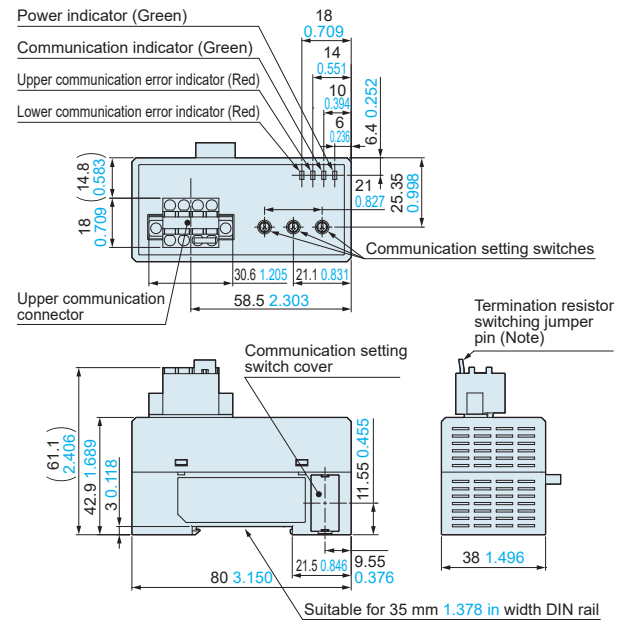 Power indicator (Green)
Communication indicator (Green)
Upper communication error indicator (Red)
Lower communication error indicator (Red)
18
0.709
14
0.551
10
0.394
6
0.236
6.4 0.252
(14.8)
0.583
18
0.709
21
0.827
25.35
0.998
Communication setting switches
30.6 1.205
21.1 0.831
58.5 2.303
Upper communication
connector
Termination resistor
switching jumper
pin (Note)
Communication setting
switch cover
(61.1)
2.406
42.9 1.689
3 0.118
11.55 0.455
9.55
0.376
21.5 0.846
80 3.150
38 1.496
Suitable for 35 mm 1.378 in width DIN rail